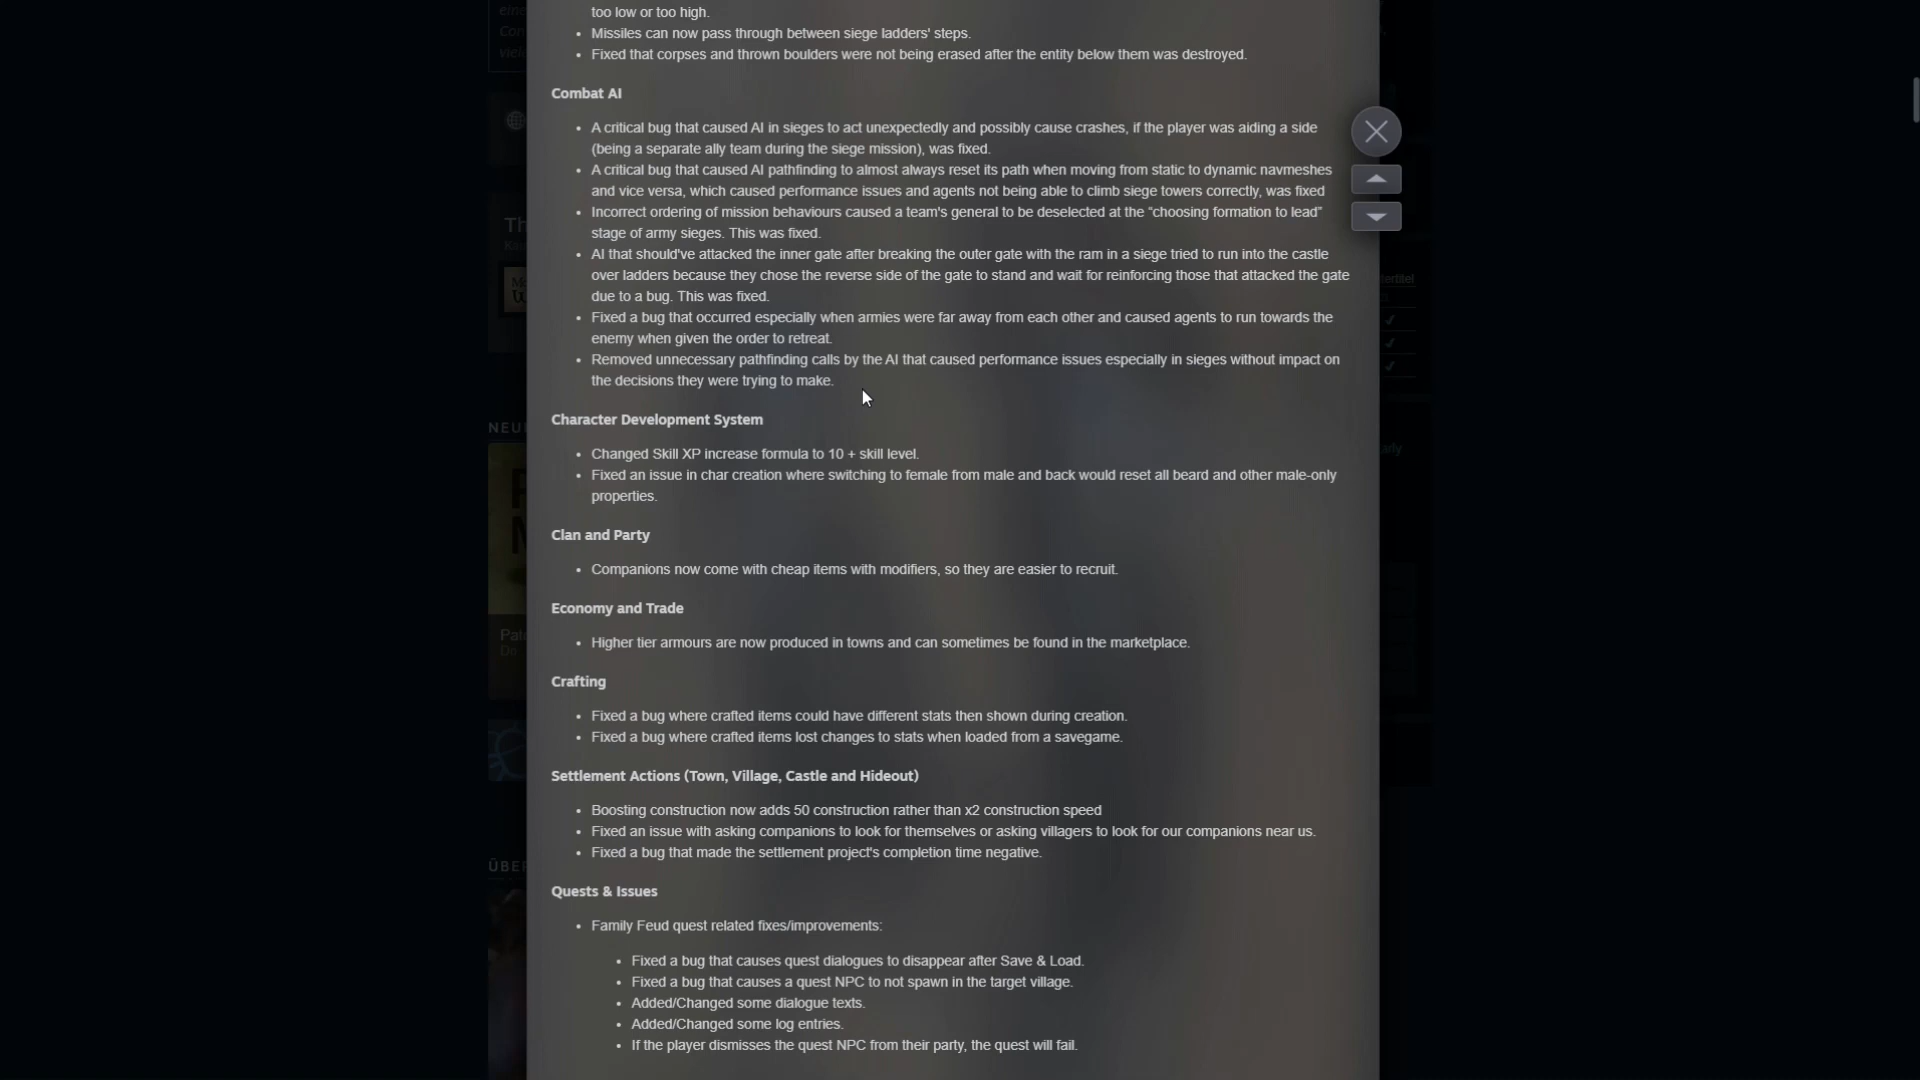 too low or too high.
Missiles can now pass through between siege ladders' steps.
Fixed that corpses and thrown boulders were not being erased after the entity below them was destroyed.
Combat AI
A critical bug that caused AI in sieges to act unexpectedly and possibly cause crashes, if the player was aiding a side
(being a separate ally team during the siege mission), was fixed.
A critical bug that caused AI pathfinding to almost always reset its path when moving from static to dynamic navmeshes
and vice versa, which caused performance issues and agents not being able to climb siege towers correctly, was fixed
Incorrect ordering of mission behaviours caused a team's general to be deselected at the “choosing formation to lead”
stage of army sieges. This was fixed.
AI that should've attacked the inner gate after breaking the outer gate with the ram in a siege tried to run into the castle
over ladders because they chose the reverse side of the gate to stand and wait for reinforcing those that attacked the gate
due to a bug. This was fixed.
Fixed a bug that occurred especially when armies were far away from each other and caused agents to run towards the
enemy when given the order to retreat.
Removed unnecessary pathfinding calls by the AI that caused performance issues especially in sieges without impact on
the decisions they were trying to make.
Character Development System
Changed Skill XP increase formula to 10 + skill level.
Fixed an issue in char creation where switching to female from male and back would reset all beard and other male-only
properties.
Clan and Party
Companions now come with cheap items with modifiers, so they are easier to recruit.
Economy and Trade
Higher tier armours are now produced in towns and can sometimes be found in the marketplace.
Crafting
Fixed a bug where crafted items could have different stats then shown during creation.
Fixed a bug where crafted items lost changes to stats when loaded from a savegame.
Settlement Actions (Town, Village, Castle and Hideout)
Boosting construction now adds 50 construction rather than x2 construction speed
Fixed an issue with asking companions to look for themselves or asking villagers to look for our companions near us.
Fixed a bug that made the settlement project's completion time negative.
Quests & Issues
Family Feud quest related fixes/improvements:
Fixed a bug that causes quest dialogues to disappear after Save & Load.
Fixed a bug that causes a quest NPC to not spawn in the target village.
Added/Changed some dialogue texts.
Added/Changed some log entries.
If the player dismisses the quest NPC from their party, the quest will fail.